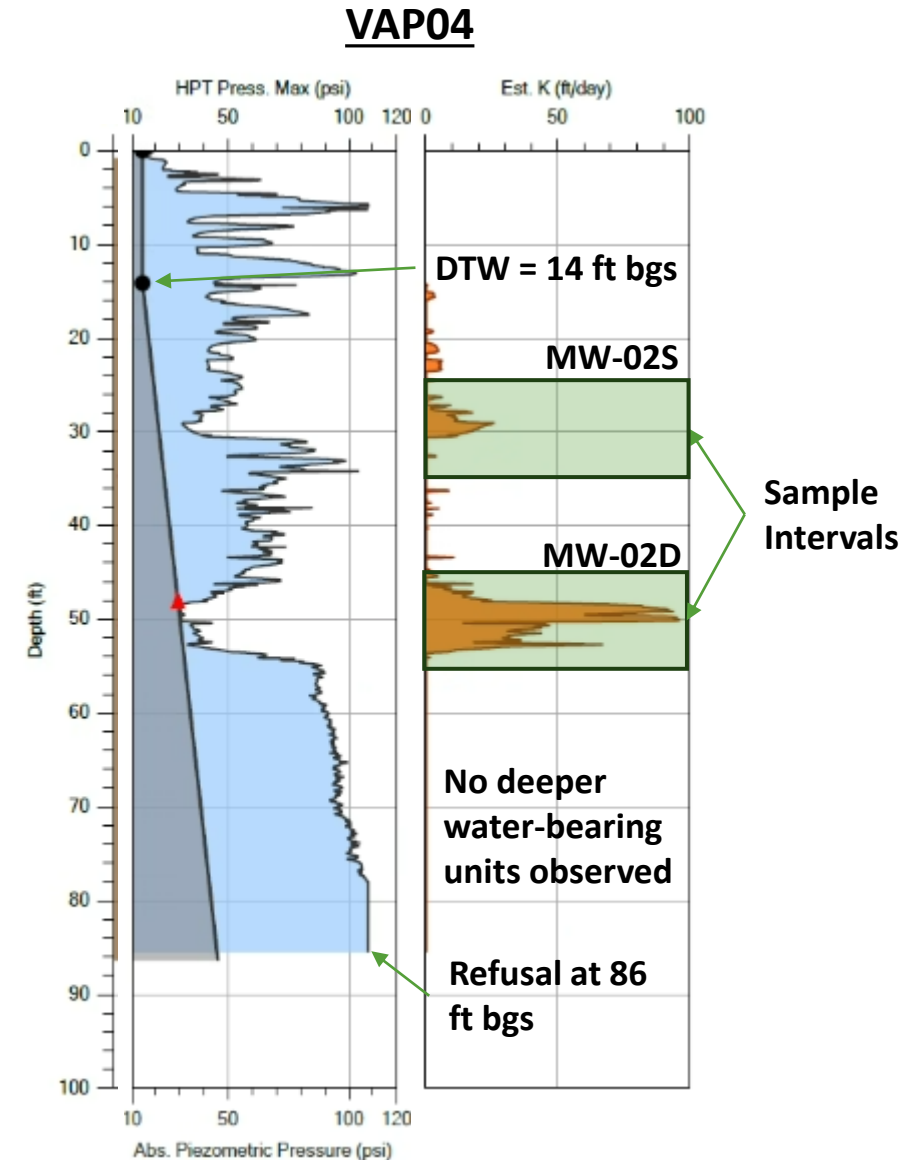 VAP04
HPT Press. Max (psi)
Est. K (ft/day)
10 50 100 120
0 50 100
0
10
20
30
40
50
60
70
80
90
100
Depth (ft)
DTW = 14 ft bgs
MW-02S
Sample
Intervals
MW-02D
No deeper
water-bearing
units observed
Refusal at 86
ft bgs
10 50 100 120
Abs. Piezometric Pressure (psi)